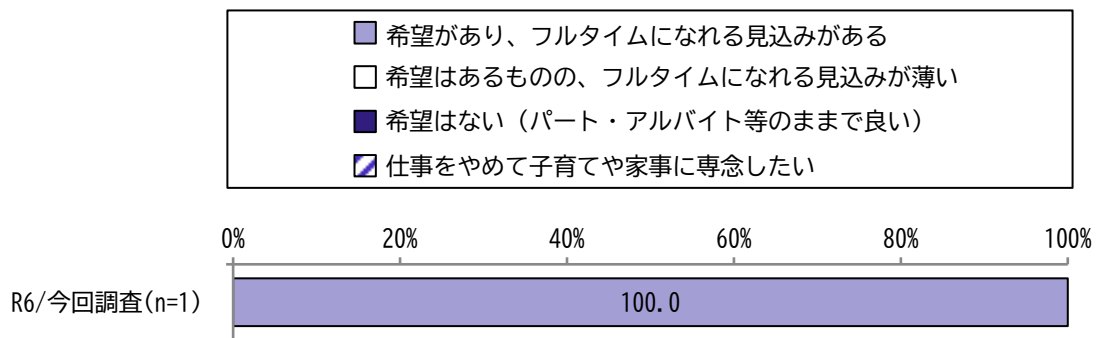 希望があり、フルタイムになれる見込みがある
希望はあるものの、フルタイムになれる見込みが薄い
希望はない（パート・アルバイト等のままで良い）
仕事をやめて子育てや家事に専念したい
0% 20% 40% 60% 80% 100%
R6/今回調査(n=1) 100.0